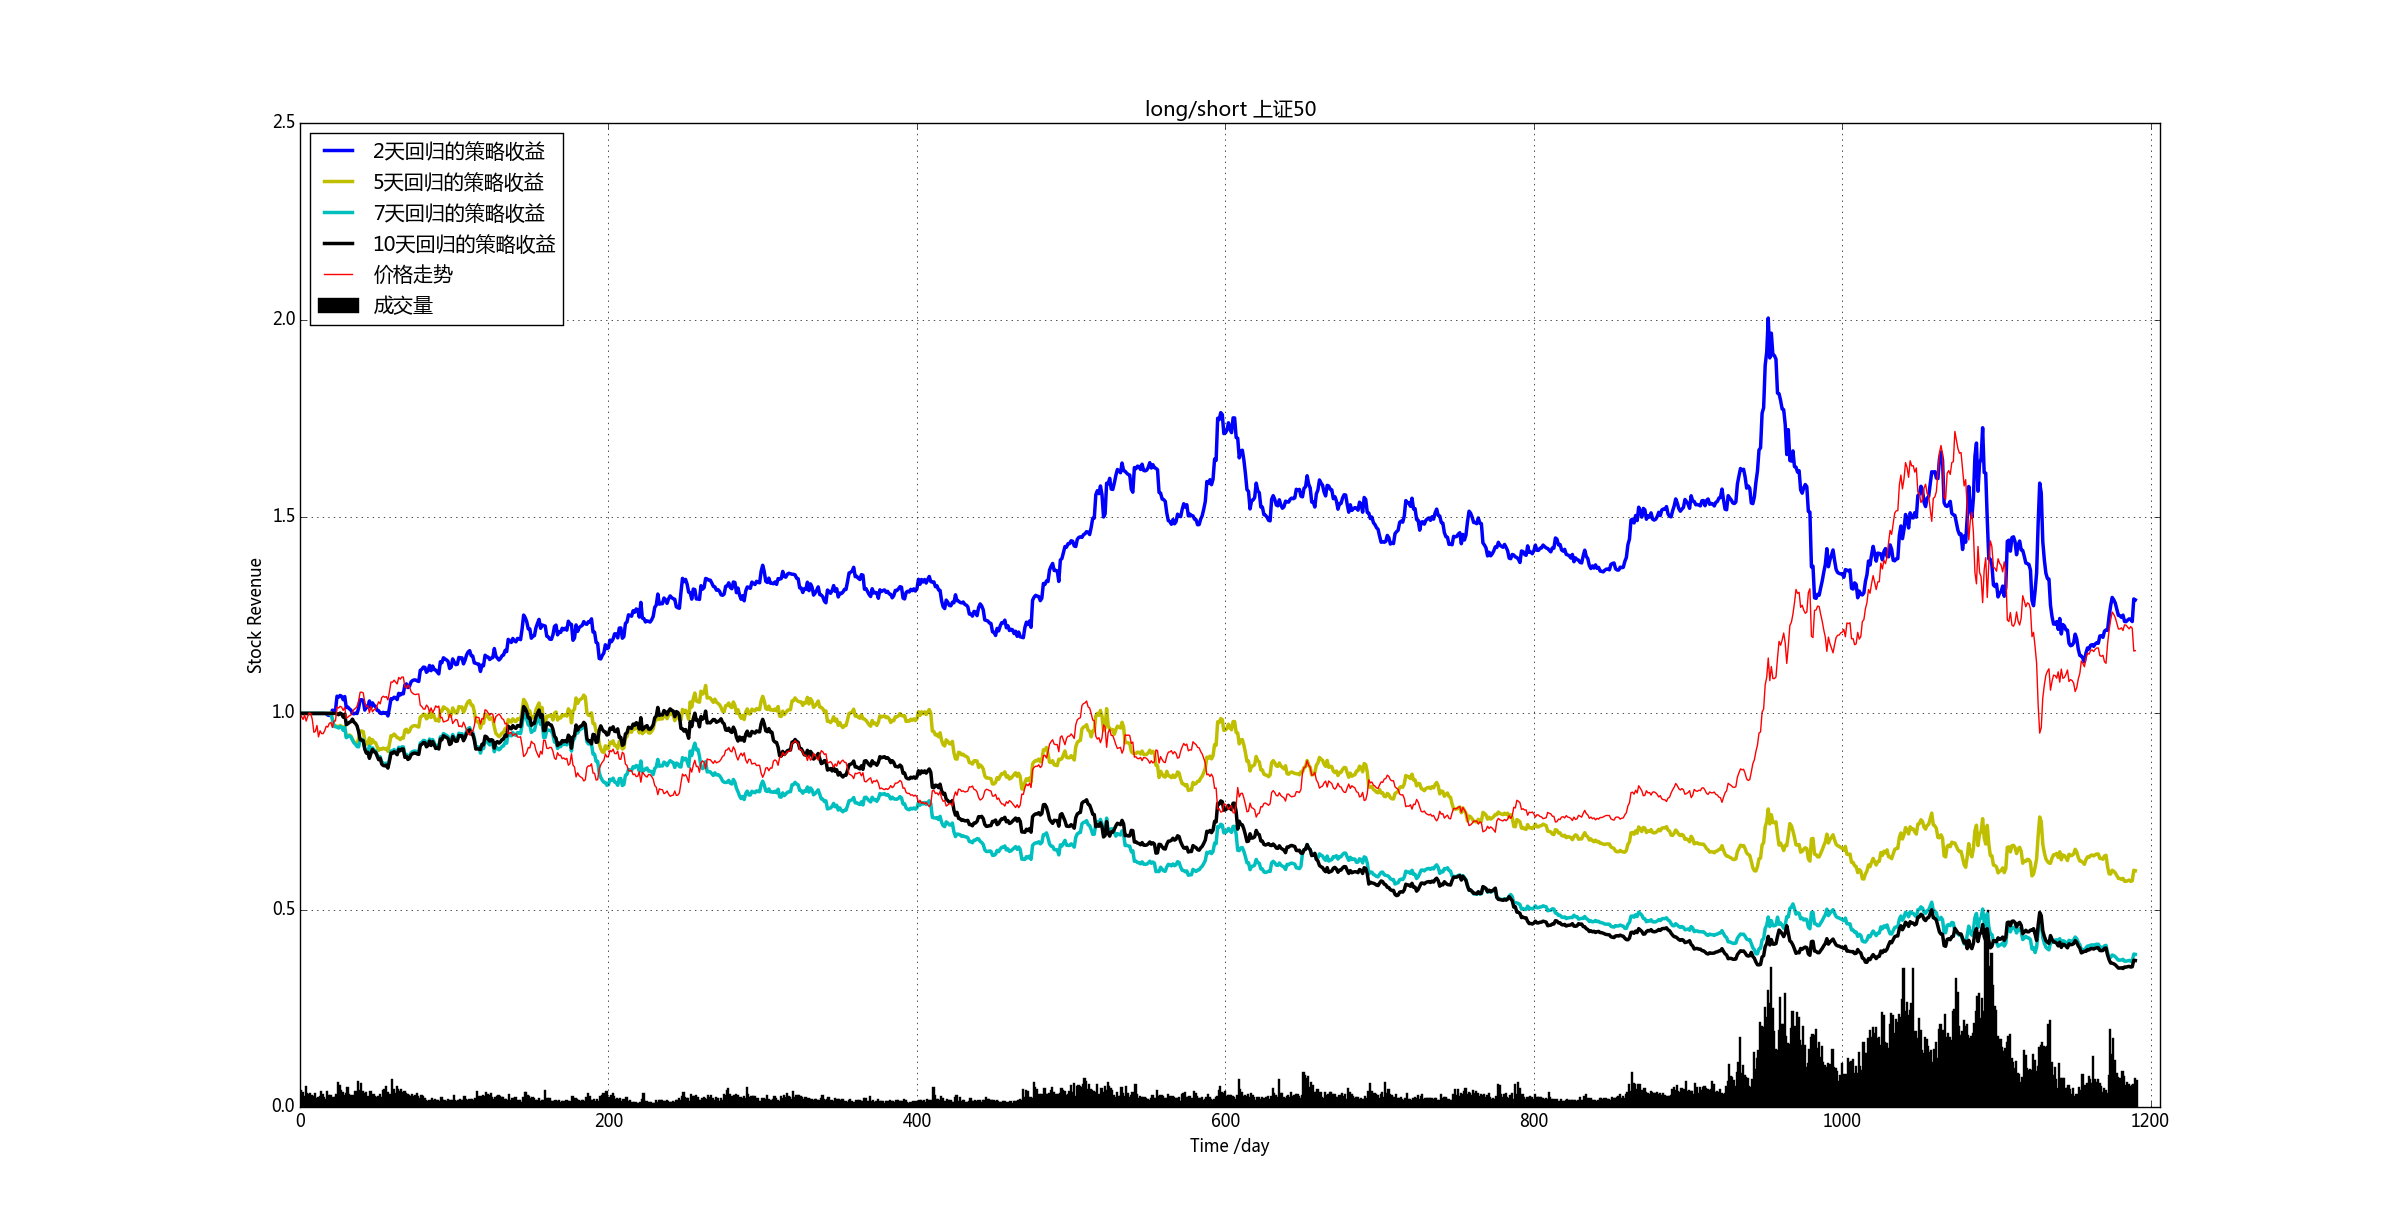 long/short 上证50
2.5
2.0
1.5
1.0
0.5
0.0
Stock Revenue
2天回归的策略收益
5天回归的策略收益
7天回归的策略收益
10天回归的策略收益
价格走势
成交量
0 200 400 600 800 1000 1200
Time /day